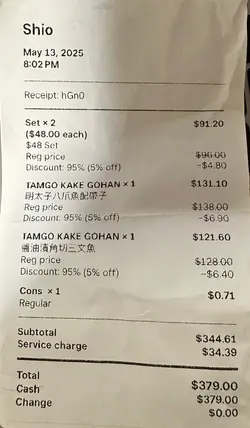 Shio
May 13, 2025
8:02 PM
Receipt: hGn0
Set × 2 $91.20
($48.00 each)
$48 Set
Reg price $96.00
Discount: 95% (5% off) -$4.80
TAMGO KAKE GOHAN × 1 $131.10
明太子八爪魚配帶子
Reg price $138.00
Discount: 95% (5% off) -$6.90
TAMGO KAKE GOHAN × 1 $121.60
醬油漬角切三文魚
Reg price $128.00
Discount: 95% (5% off) -$6.40
Cons × 1 $0.71
Regular
Subtotal $344.61
Service charge $34.39
Total $379.00
Cash $379.00
Change $0.00